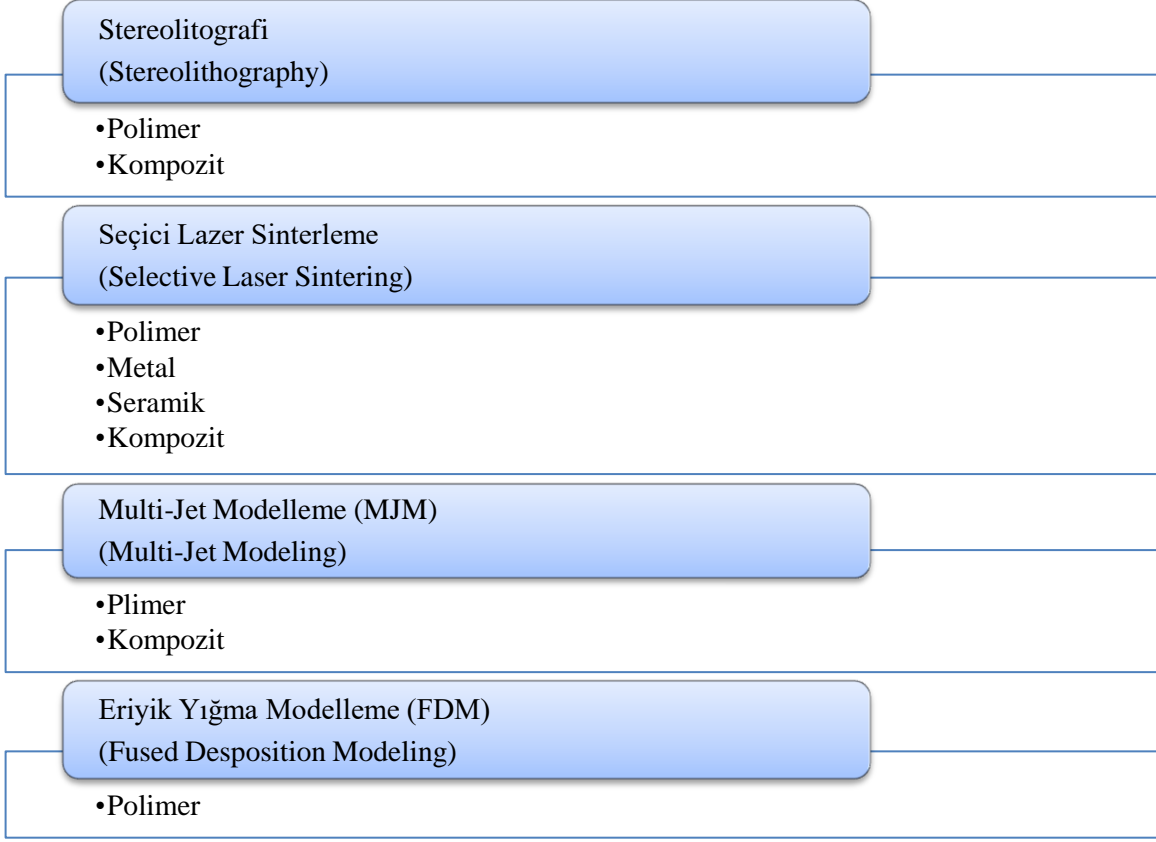 Stereolitografi
(Stereolithography)
•Polimer
•Kompozit
Seçici Lazer Sinterleme
(Selective Laser Sintering)
•Polimer
•Metal
•Seramik
•Kompozit
Multi-Jet Modelleme (MJM)
(Multi-Jet Modeling)
•Plimer
•Kompozit
Eriyik Yığma Modelleme (FDM)
(Fused Desposition Modeling)
•Polimer